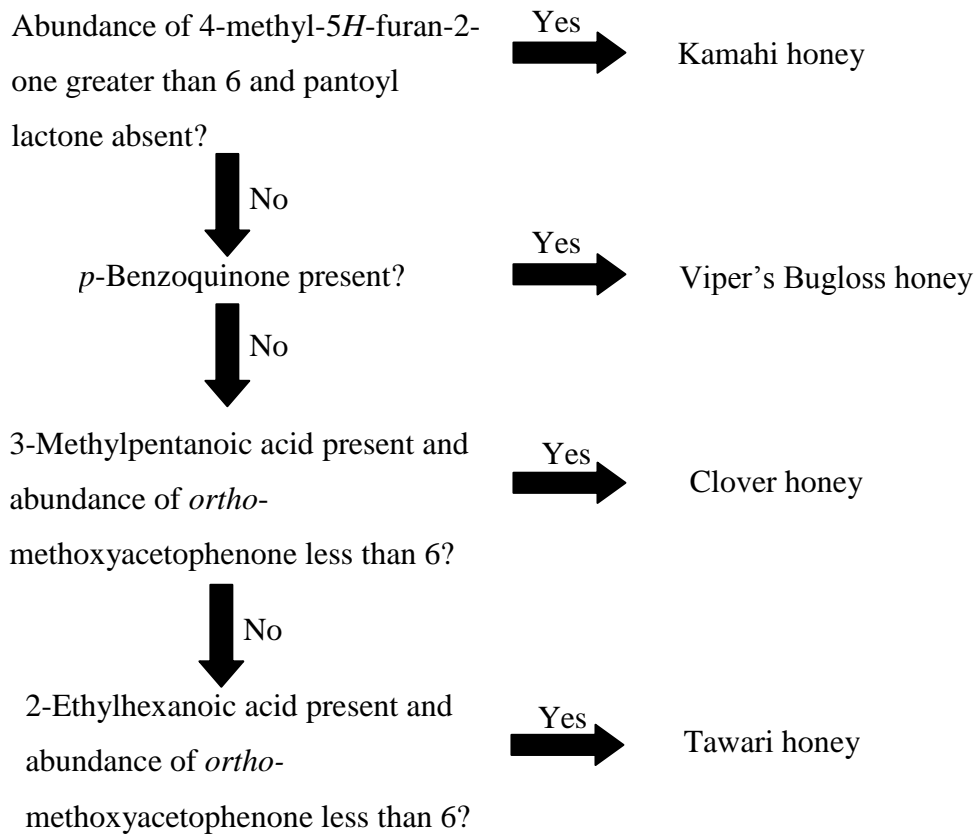 Abundance of 4-methyl-5H-furan-2-
one greater than 6 and pantoyl
lactone absent?
Yes
Kamahi honey
No
p-Benzoquinone present?
Yes
Viper's Bugloss honey
No
3-Methylpentanoic acid present and
abundance of ortho-
methoxyacetophenone less than 6?
Yes
Clover honey
No
2-Ethylhexanoic acid present and
abundance of ortho-
methoxyacetophenone less than 6?
Yes
Tawari honey